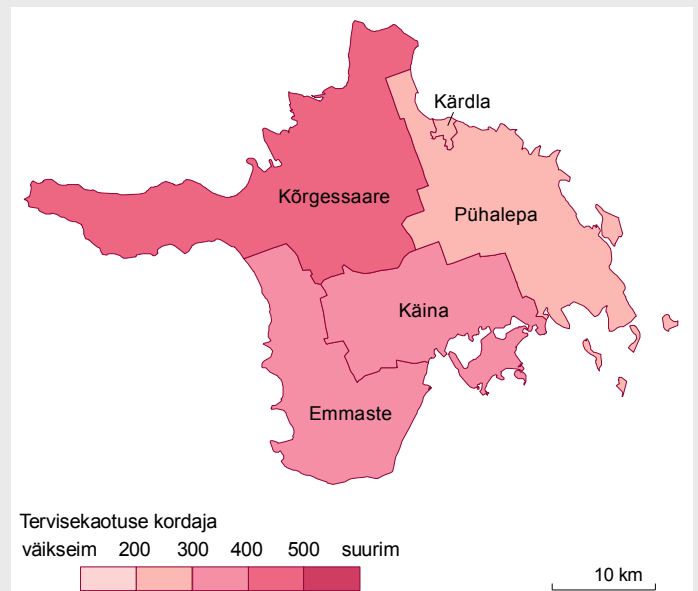 Kärdla
Kõrgessaare
Pühalepa
Käina
Emmaste
Tervisekaotuse kordaja
väikseim 200 300 400 500 suurim
10 km